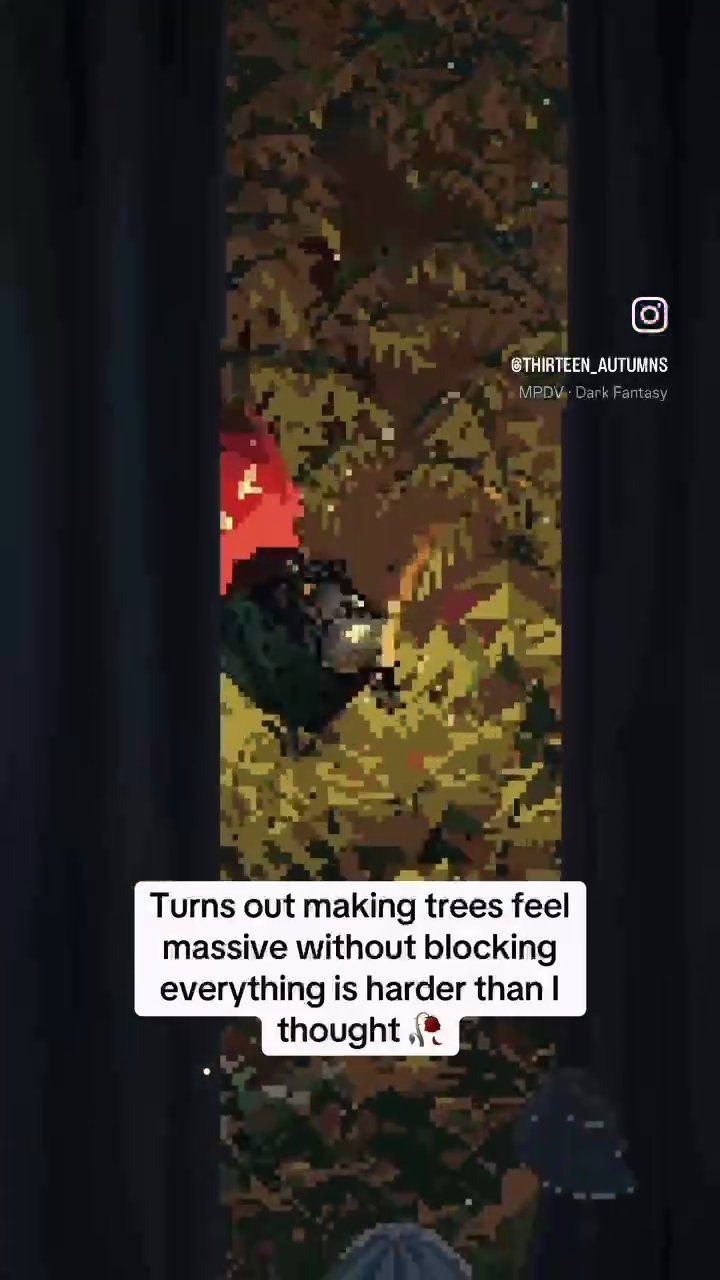 @THIRTEEN_AUTUMNS
MPDV · Dark Fantasy
Turns out making trees feel
massive without blocking
everything is harder than I
thought 🥀